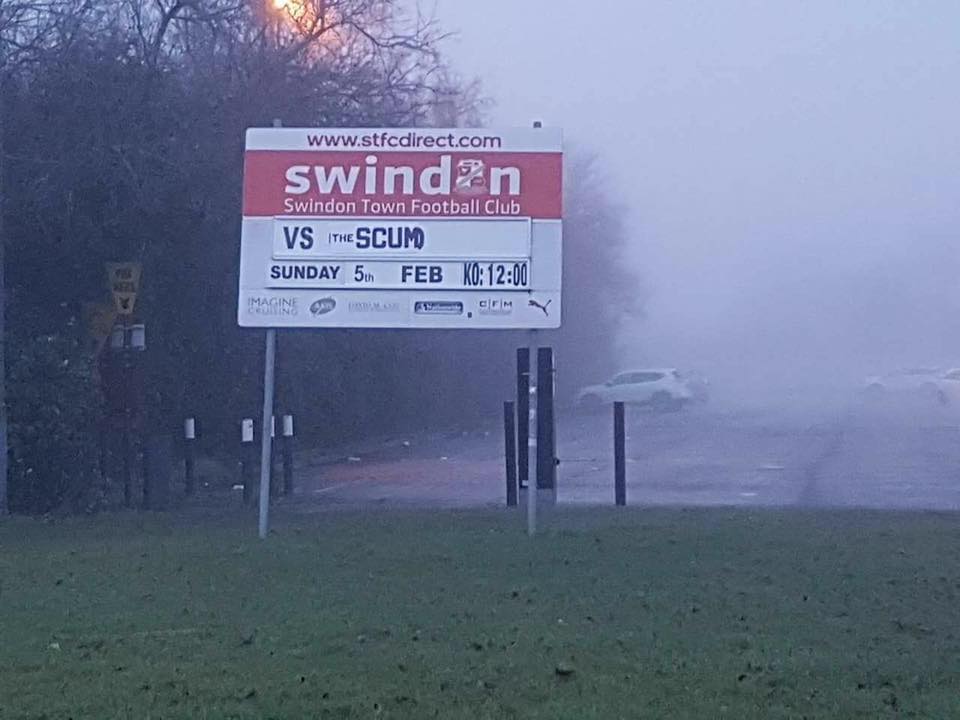 www.stfcdirect.com
swindon
Swindon Town Football Club
VS (THE SCUM)
SUNDAY 5th FEB KO: 12:00
IMAGINE CRUISING Nationwide CFM